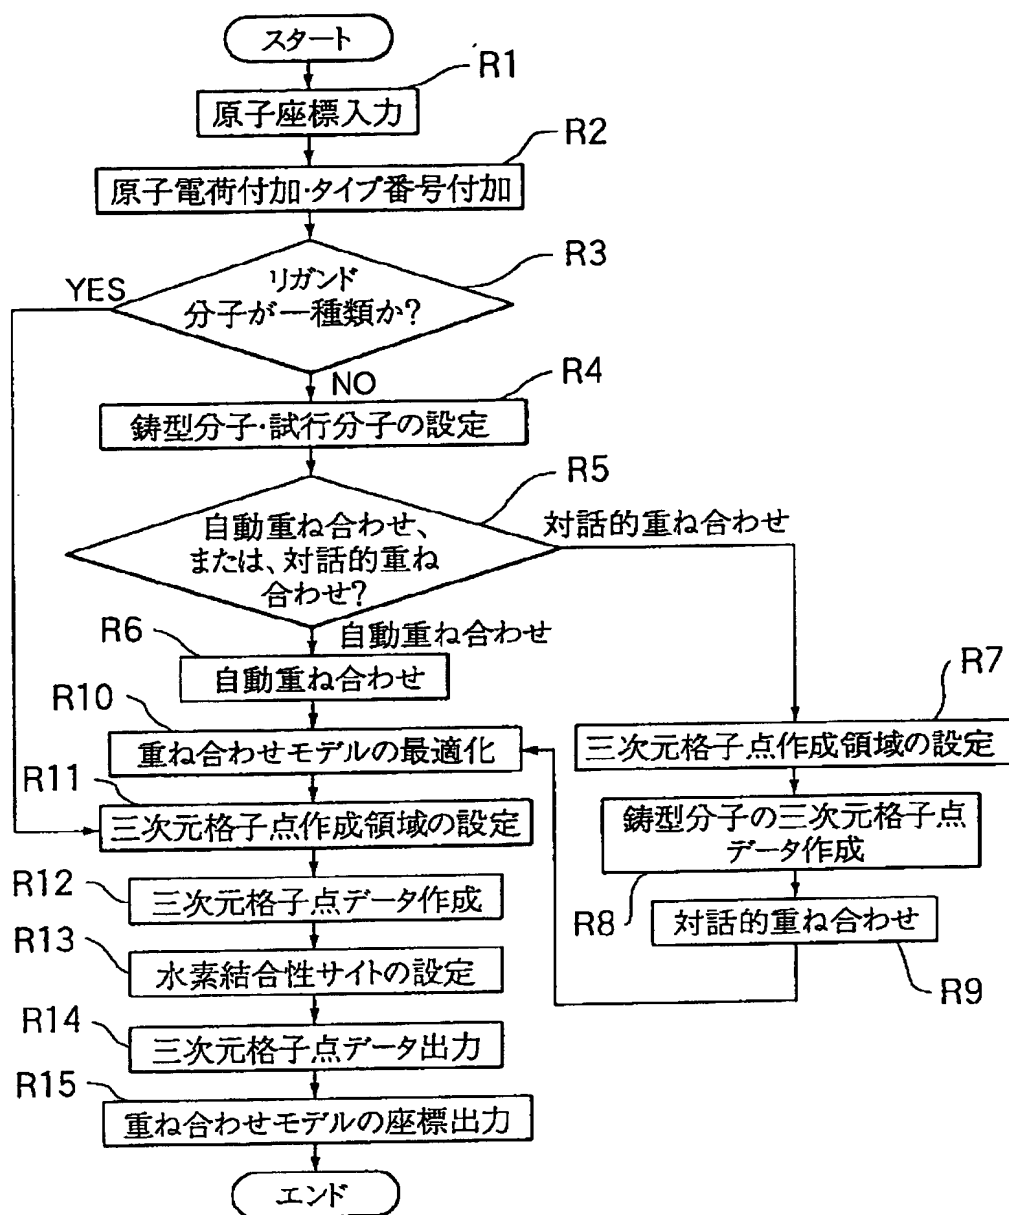 スタート
R1
原子座標入力
R2
原子電荷付加・タイプ番号付加
R3
リガンド
分子が一種類か?
YES
NO
R4
鋳型分子・試行分子の設定
R5
自動重ね合わせ、
または、対話的重ね
合わせ?
対話的重ね合わせ
自動重ね合わせ
R6
自動重ね合わせ
R7
三次元格子点作成領域の設定
R10
重ね合わせモデルの最適化
鋳型分子の三次元格子点
データ作成
R8
R11
三次元格子点作成領域の設定
対話的重ね合わせ
R9
R12
三次元格子点データ作成
R13
水素結合性サイトの設定
R14
三次元格子点データ出力
R15
重ね合わせモデルの座標出力
エンド